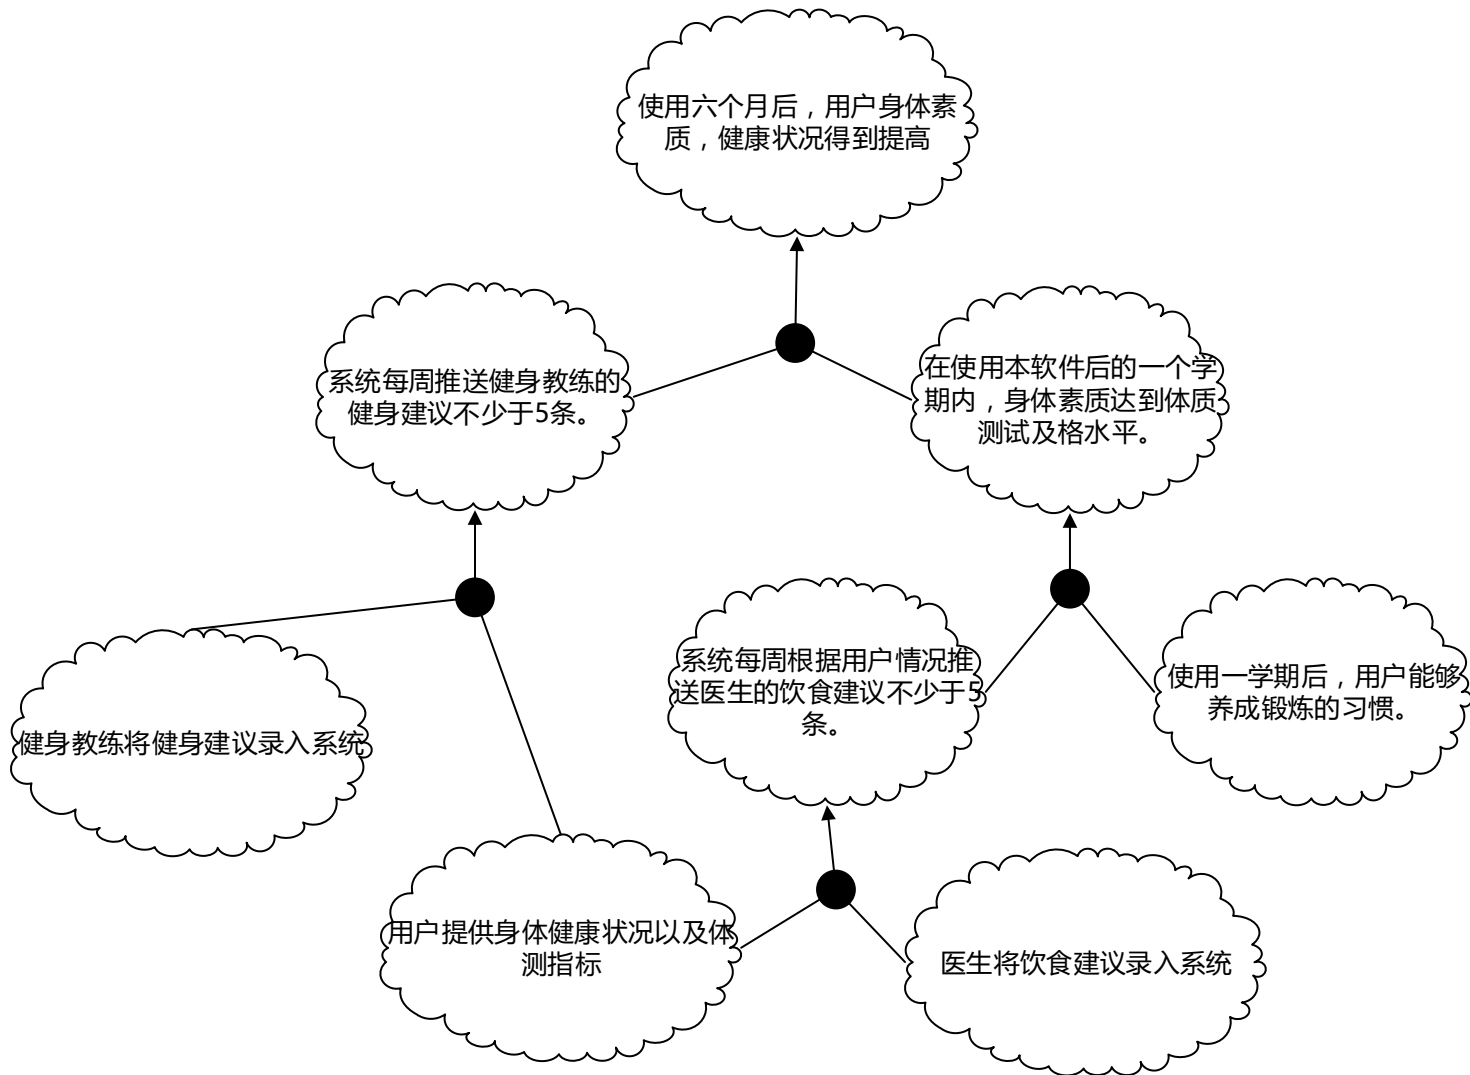 使用六个月后，用户身体素
质，健康状况得到提高
系统每周推送健身教练的
健身建议不少于5条。
在使用本软件后的一个学
期内，身体素质达到体质
测试及格水平。
系统每周根据用户情况推
送医生的饮食建议不少于5
条。
使用一学期后，用户能够
养成锻炼的习惯。
健身教练将健身建议录入系统
用户提供身体健康状况以及体
测指标
医生将饮食建议录入系统